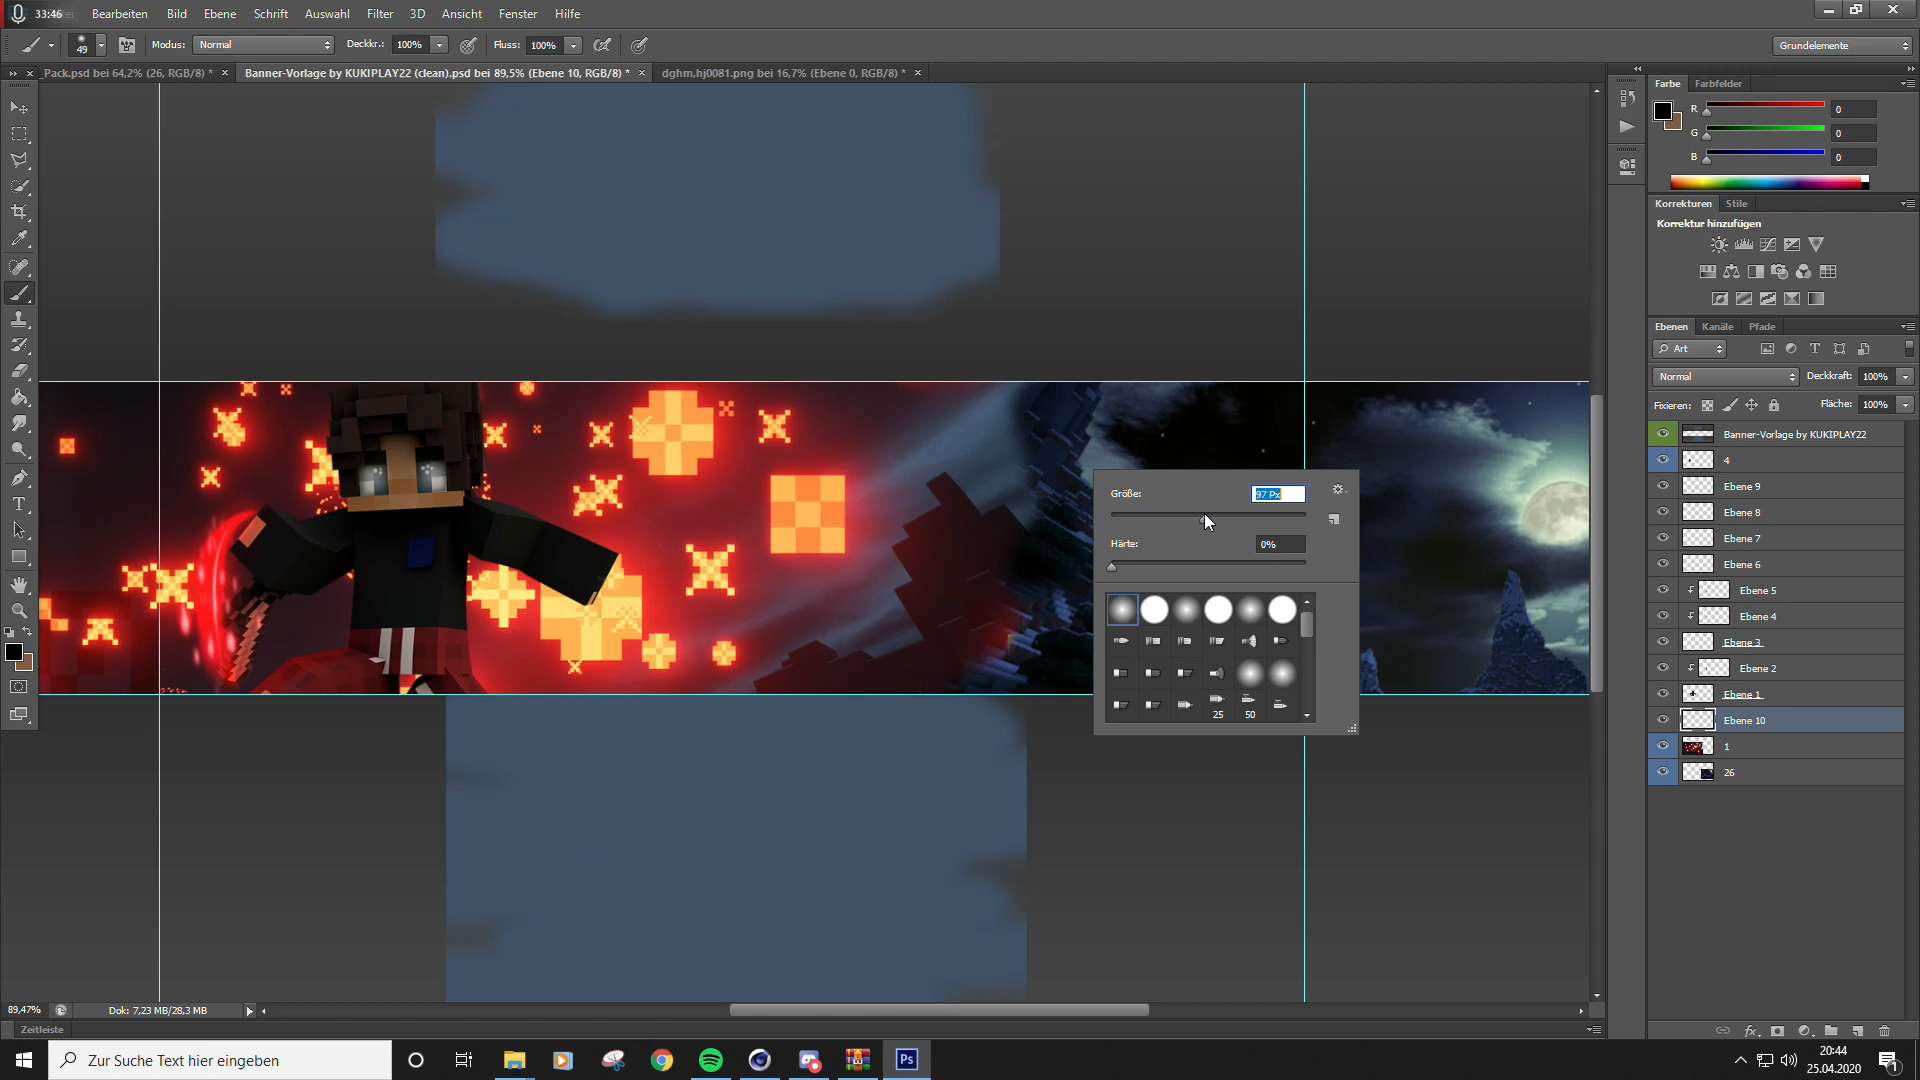 33:46
Bearbeiten Bild Ebene Schrift Auswahl Filter 3D Ansicht Fenster Hilfe
49 Modus: Normal Deckkr.: 100% Fluss: 100% Grundelemente
_Pack.psd bei 64,2% (26, RGB/8) * × Banner-Vorlage by KUKIPLAY22 (clean).psd bei 89,5% (Ebene 10, RGB/8) * × dghm,hj0081.png bei 16,7% (Ebene 0, RGB/8) * ×
Farbe Farbfelder
R 0
G 0
B 0
Korrekturen Stile
Korrektur hinzufügen
Ebenen Kanäle Pfade
Art
Normal Deckkraft: 100%
Fixieren: Fläche: 100%
Banner-Vorlage by KUKIPLAY22
4
Ebene 9
Ebene 8
Ebene 7
Ebene 6
Ebene 5
Ebene 4
Ebene 3
Ebene 2
Ebene 1
Ebene 10
1
26
Größe: 97 Px
Härte: 0%
25 50
89,47% Dok: 7,23 MB/28,3 MB
Zeitleiste
Zur Suche Text hier eingeben
Ps
20:44
25.04.2020
1